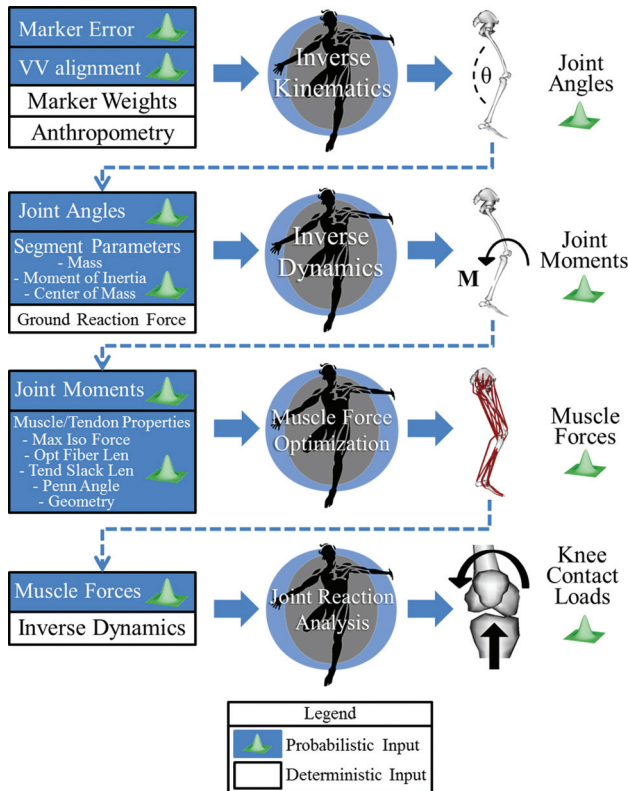 Marker Error
VV alignment
Marker Weights
Anthropometry
Inverse
Kinematics
θ
Joint
Angles
Joint Angles
Segment Parameters
- Mass
- Moment of Inertia
- Center of Mass
Ground Reaction Force
Inverse
Dynamics
M
Joint
Moments
Joint Moments
Muscle/Tendon Properties
- Max Iso Force
- Opt Fiber Len
- Tend Slack Len
- Penn Angle
- Geometry
Muscle Force
Optimization
Muscle
Forces
Muscle Forces
Inverse Dynamics
Joint Reaction
Analysis
Knee
Contact
Loads
Legend
Probabilistic Input
Deterministic Input